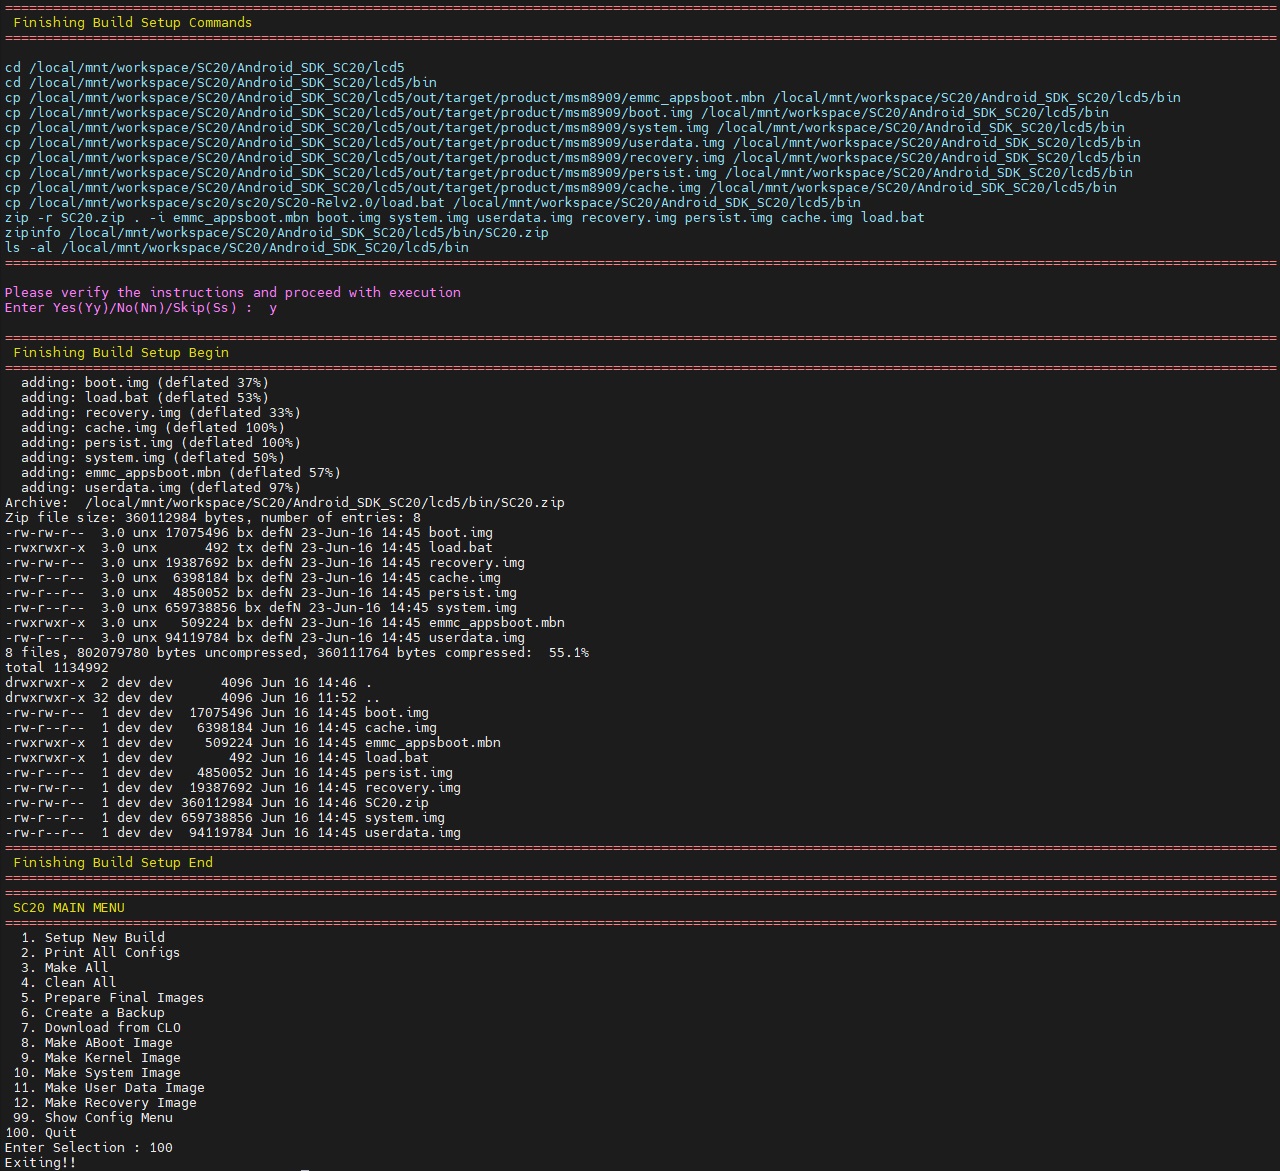 Finishing Build Setup Commands
cd /local/mnt/workspace/SC20/Android_SDK_SC20/lcd5
cd /local/mnt/workspace/SC20/Android_SDK_SC20/lcd5/bin
cp /local/mnt/workspace/SC20/Android_SDK_SC20/lcd5/out/target/product/msm8909/emmc_appsboot.mbn /local/mnt/workspace/SC20/Android_SDK_SC20/lcd5/bin
cp /local/mnt/workspace/SC20/Android_SDK_SC20/lcd5/out/target/product/msm8909/boot.img /local/mnt/workspace/SC20/Android_SDK_SC20/lcd5/bin
cp /local/mnt/workspace/SC20/Android_SDK_SC20/lcd5/out/target/product/msm8909/system.img /local/mnt/workspace/SC20/Android_SDK_SC20/lcd5/bin
cp /local/mnt/workspace/SC20/Android_SDK_SC20/lcd5/out/target/product/msm8909/userdata.img /local/mnt/workspace/SC20/Android_SDK_SC20/lcd5/bin
cp /local/mnt/workspace/SC20/Android_SDK_SC20/lcd5/out/target/product/msm8909/recovery.img /local/mnt/workspace/SC20/Android_SDK_SC20/lcd5/bin
cp /local/mnt/workspace/SC20/Android_SDK_SC20/lcd5/out/target/product/msm8909/persist.img /local/mnt/workspace/SC20/Android_SDK_SC20/lcd5/bin
cp /local/mnt/workspace/SC20/Android_SDK_SC20/lcd5/out/target/product/msm8909/cache.img /local/mnt/workspace/SC20/Android_SDK_SC20/lcd5/bin
cp /local/mnt/workspace/sc20/sc20/SC20-Relv2.0/load.bat /local/mnt/workspace/SC20/Android_SDK_SC20/lcd5/bin
zip -r SC20.zip . -i emmc_appsboot.mbn boot.img system.img userdata.img recovery.img persist.img cache.img load.bat
zipinfo /local/mnt/workspace/SC20/Android_SDK_SC20/lcd5/bin/SC20.zip
ls -al /local/mnt/workspace/SC20/Android_SDK_SC20/lcd5/bin
Please verify the instructions and proceed with execution
Enter Yes(Yy)/No(Nn)/Skip(Ss) :  y
Finishing Build Setup Begin
adding: boot.img (deflated 37%)
adding: load.bat (deflated 53%)
adding: recovery.img (deflated 33%)
adding: cache.img (deflated 100%)
adding: persist.img (deflated 100%)
adding: system.img (deflated 50%)
adding: emmc_appsboot.mbn (deflated 57%)
adding: userdata.img (deflated 97%)
Archive:  /local/mnt/workspace/SC20/Android_SDK_SC20/lcd5/bin/SC20.zip
Zip file size: 360112984 bytes, number of entries: 8
-rw-rw-r--  3.0 unx 17075496 bx defN 23-Jun-16 14:45 boot.img
-rwxrwxr-x  3.0 unx      492 tx defN 23-Jun-16 14:45 load.bat
-rw-rw-r--  3.0 unx 19387692 bx defN 23-Jun-16 14:45 recovery.img
-rw-r--r--  3.0 unx  6398184 bx defN 23-Jun-16 14:45 cache.img
-rw-r--r--  3.0 unx  4850052 bx defN 23-Jun-16 14:45 persist.img
-rw-r--r--  3.0 unx 659738856 bx defN 23-Jun-16 14:45 system.img
-rwxrwxr-x  3.0 unx   509224 bx defN 23-Jun-16 14:45 emmc_appsboot.mbn
-rw-r--r--  3.0 unx 94119784 bx defN 23-Jun-16 14:45 userdata.img
8 files, 802079780 bytes uncompressed, 360111764 bytes compressed:  55.1%
total 1134992
drwxrwxr-x  2 dev dev      4096 Jun 16 14:46 .
drwxrwxr-x 32 dev dev      4096 Jun 16 11:52 ..
-rw-rw-r--  1 dev dev  17075496 Jun 16 14:45 boot.img
-rw-r--r--  1 dev dev   6398184 Jun 16 14:45 cache.img
-rwxrwxr-x  1 dev dev    509224 Jun 16 14:45 emmc_appsboot.mbn
-rwxrwxr-x  1 dev dev       492 Jun 16 14:45 load.bat
-rw-r--r--  1 dev dev   4850052 Jun 16 14:45 persist.img
-rw-rw-r--  1 dev dev  19387692 Jun 16 14:45 recovery.img
-rw-rw-r--  1 dev dev 360112984 Jun 16 14:46 SC20.zip
-rw-r--r--  1 dev dev 659738856 Jun 16 14:45 system.img
-rw-r--r--  1 dev dev  94119784 Jun 16 14:45 userdata.img
Finishing Build Setup End
SC20 MAIN MENU
1. Setup New Build
2. Print All Configs
3. Make All
4. Clean All
5. Prepare Final Images
6. Create a Backup
7. Download from CLO
8. Make ABoot Image
9. Make Kernel Image
10. Make System Image
11. Make User Data Image
12. Make Recovery Image
99. Show Config Menu
100. Quit
Enter Selection : 100
Exiting!!